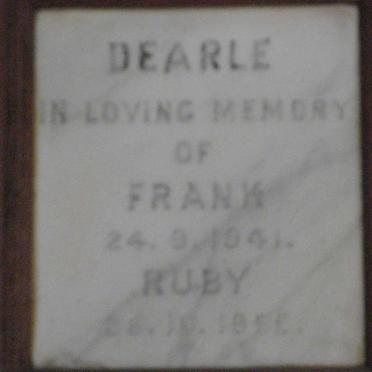 DEARLE
IN LOVING MEMORY
OF
FRANK
24. 9. 1941.
RUBY